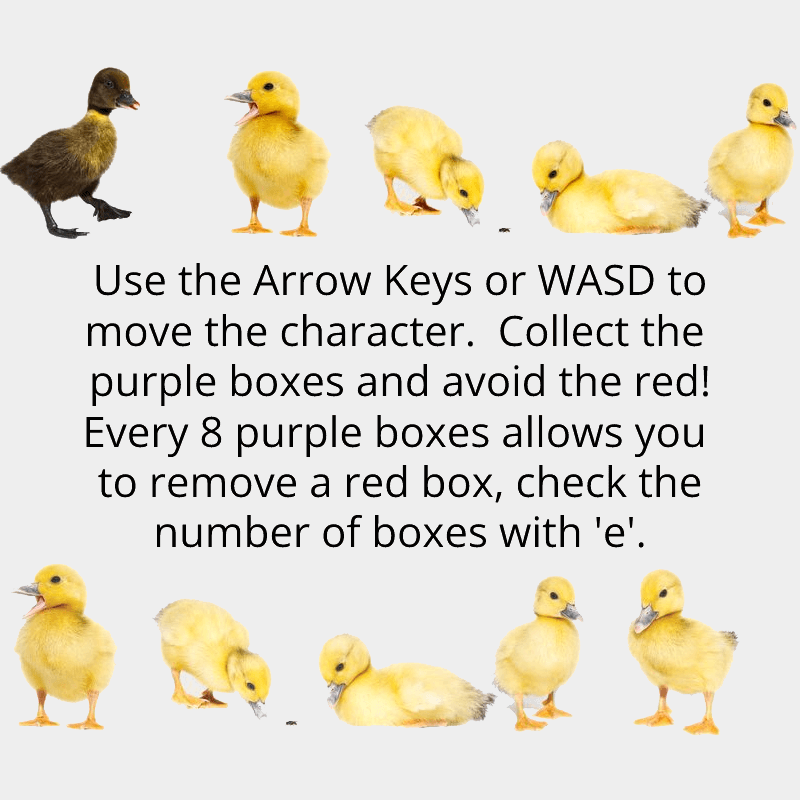 Use the Arrow Keys or WASD to
move the character.  Collect the
purple boxes and avoid the red!
Every 8 purple boxes allows you
to remove a red box, check the
number of boxes with 'e'.